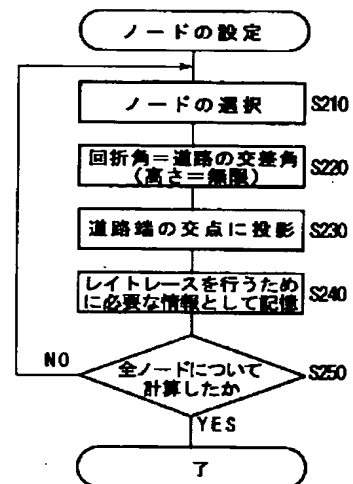 ノードの設定
ノードの選択 S210
回折角＝道路の交差角
(高さ＝無限) S220
道路端の交点に投影 S230
レイトレースを行うため
に必要な情報として記憶 S240
NO
全ノードについて
計算したか S250
YES
了